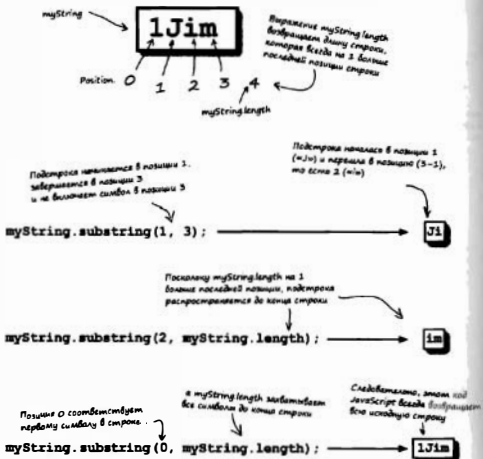 myString
1Jim
Выражение myString.length
возвращает длину строки,
которая всегда на 1 больше
последней позиции строки
Position. 0 1 2 3 4
myString.length
Подстрока начинается в позиции 1,
завершается в позиции 3
и не включает символ в позиции 3
Подстрока началась в позиции 1
(«J») и перешла в позицию (3-1),
то есть 2 («i»)
myString.substring(1, 3);
Ji
Поскольку myString.length на 1
больше последней позиции, подстрока
распространяется до конца строки
myString.substring(2, myString.length);
im
Позиция 0 соответствует
первому символу в строке.
а myString.length захватывает
все символы до конца строки
Следовательно, этот код
JavaScript всегда возвращает
всю исходную строку
myString.substring(0, myString.length);
1Jim